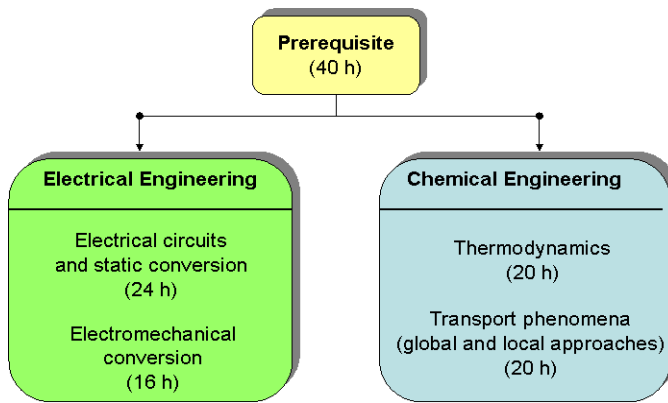 Prerequisite
(40 h)
Electrical Engineering
Electrical circuits
and static conversion
(24 h)
Electromechanical
conversion
(16 h)
Chemical Engineering
Thermodynamics
(20 h)
Transport phenomena
(global and local approaches)
(20 h)